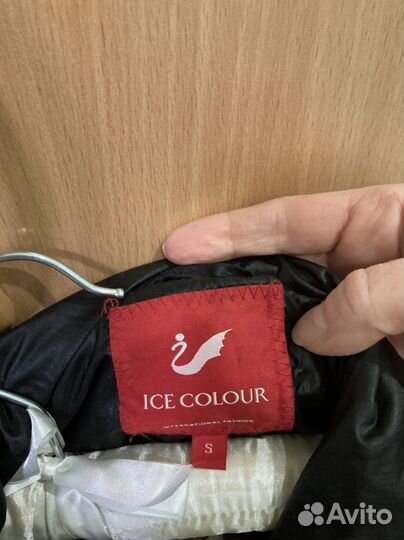 ICE COLOUR
INTERNATIONAL FASHION
S
Avito